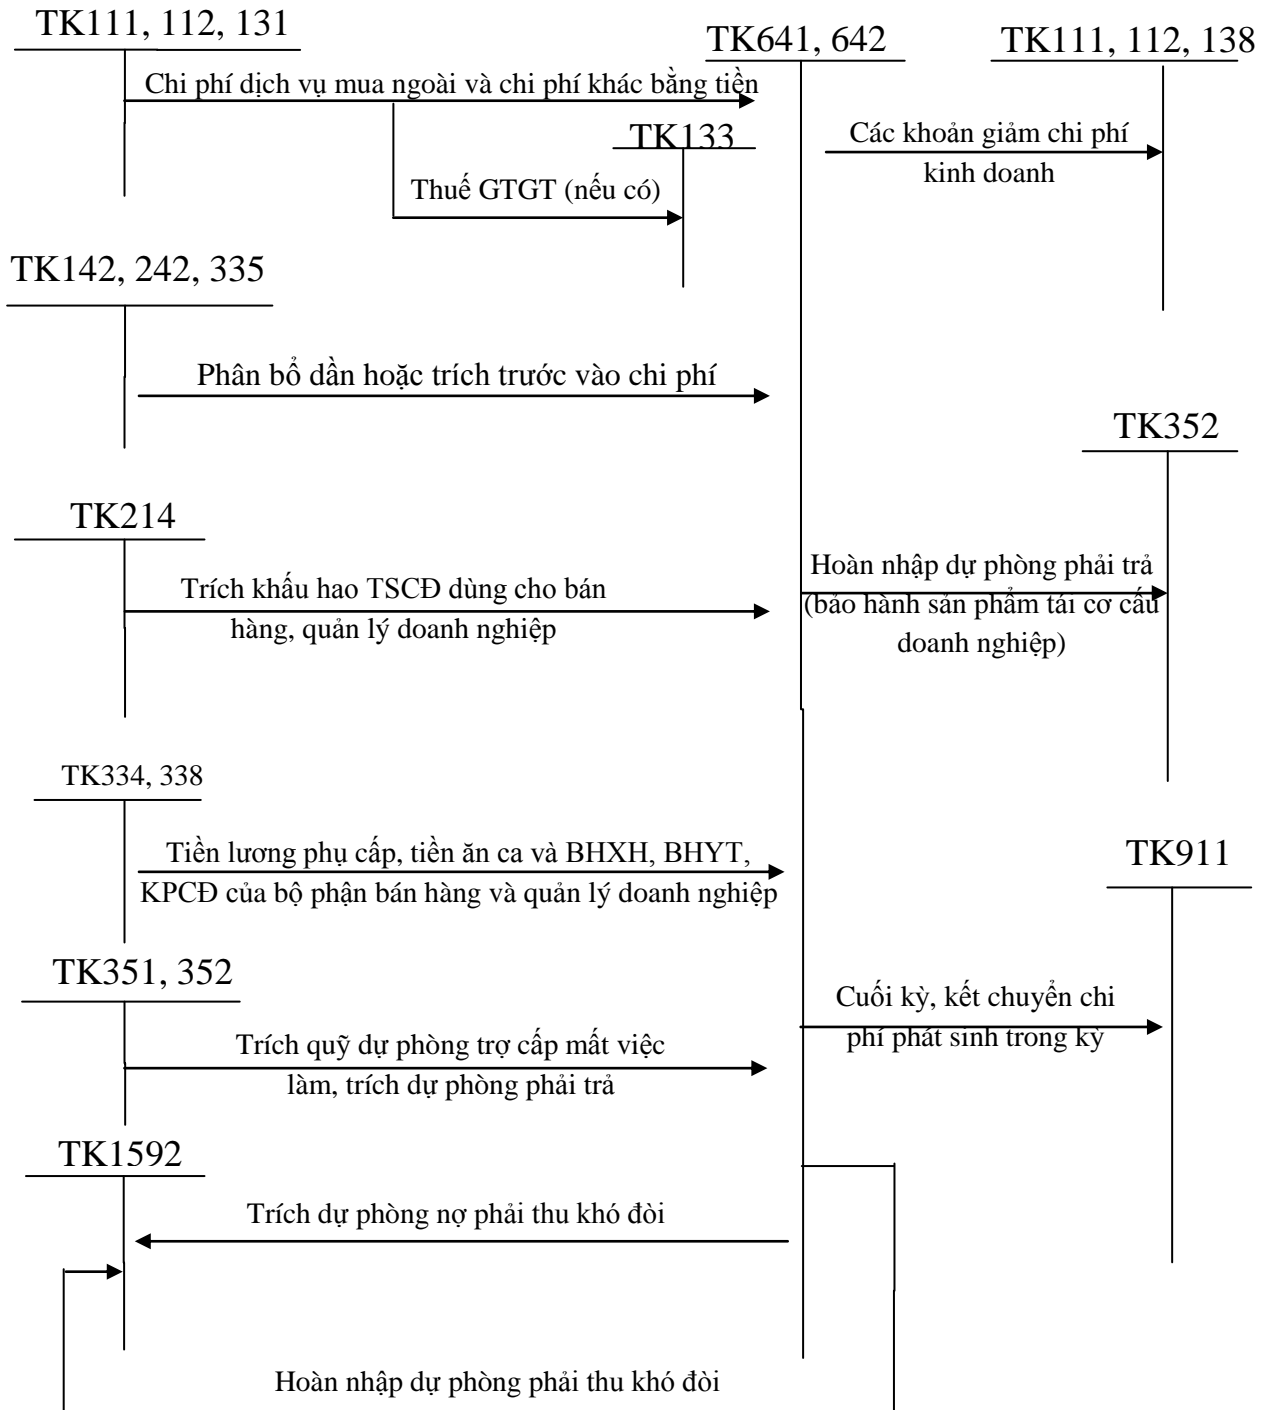 TK111, 112, 131
TK641, 642
TK111, 112, 138
Chi phí dịch vụ mua ngoài và chi phí khác bằng tiền
TK133
Các khoản giảm chi phí
kinh doanh
Thuế GTGT (nếu có)
TK142, 242, 335
Phân bổ dần hoặc trích trước vào chi phí
TK352
TK214
Trích khấu hao TSCĐ dùng cho bán
hàng, quản lý doanh nghiệp
Hoàn nhập dự phòng phải trả
(bảo hành sản phẩm tái cơ cấu
doanh nghiệp)
TK334, 338
Tiền lương phụ cấp, tiền ăn ca và BHXH, BHYT,
KPCĐ của bộ phận bán hàng và quản lý doanh nghiệp
TK911
TK351, 352
Cuối kỳ, kết chuyển chi
phí phát sinh trong kỳ
Trích quỹ dự phòng trợ cấp mất việc
làm, trích dự phòng phải trả
TK1592
Trích dự phòng nợ phải thu khó đòi
Hoàn nhập dự phòng phải thu khó đòi